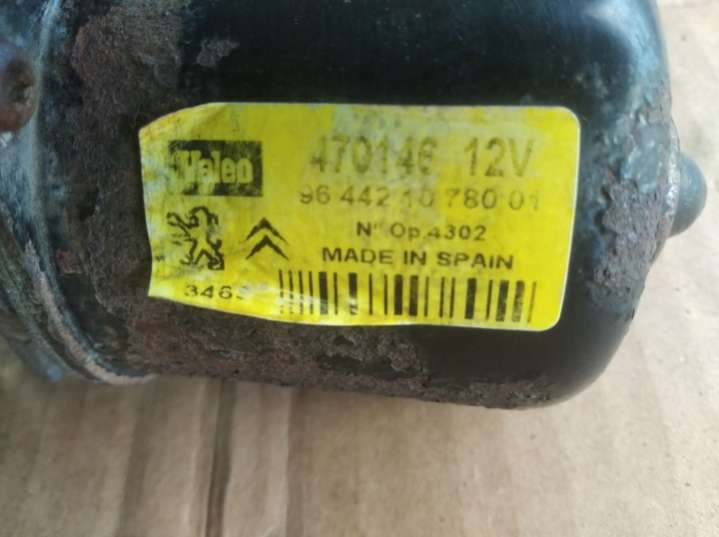 Valeo
470146 12V
96 442 10 780 01
N° Op.4302
MADE IN SPAIN